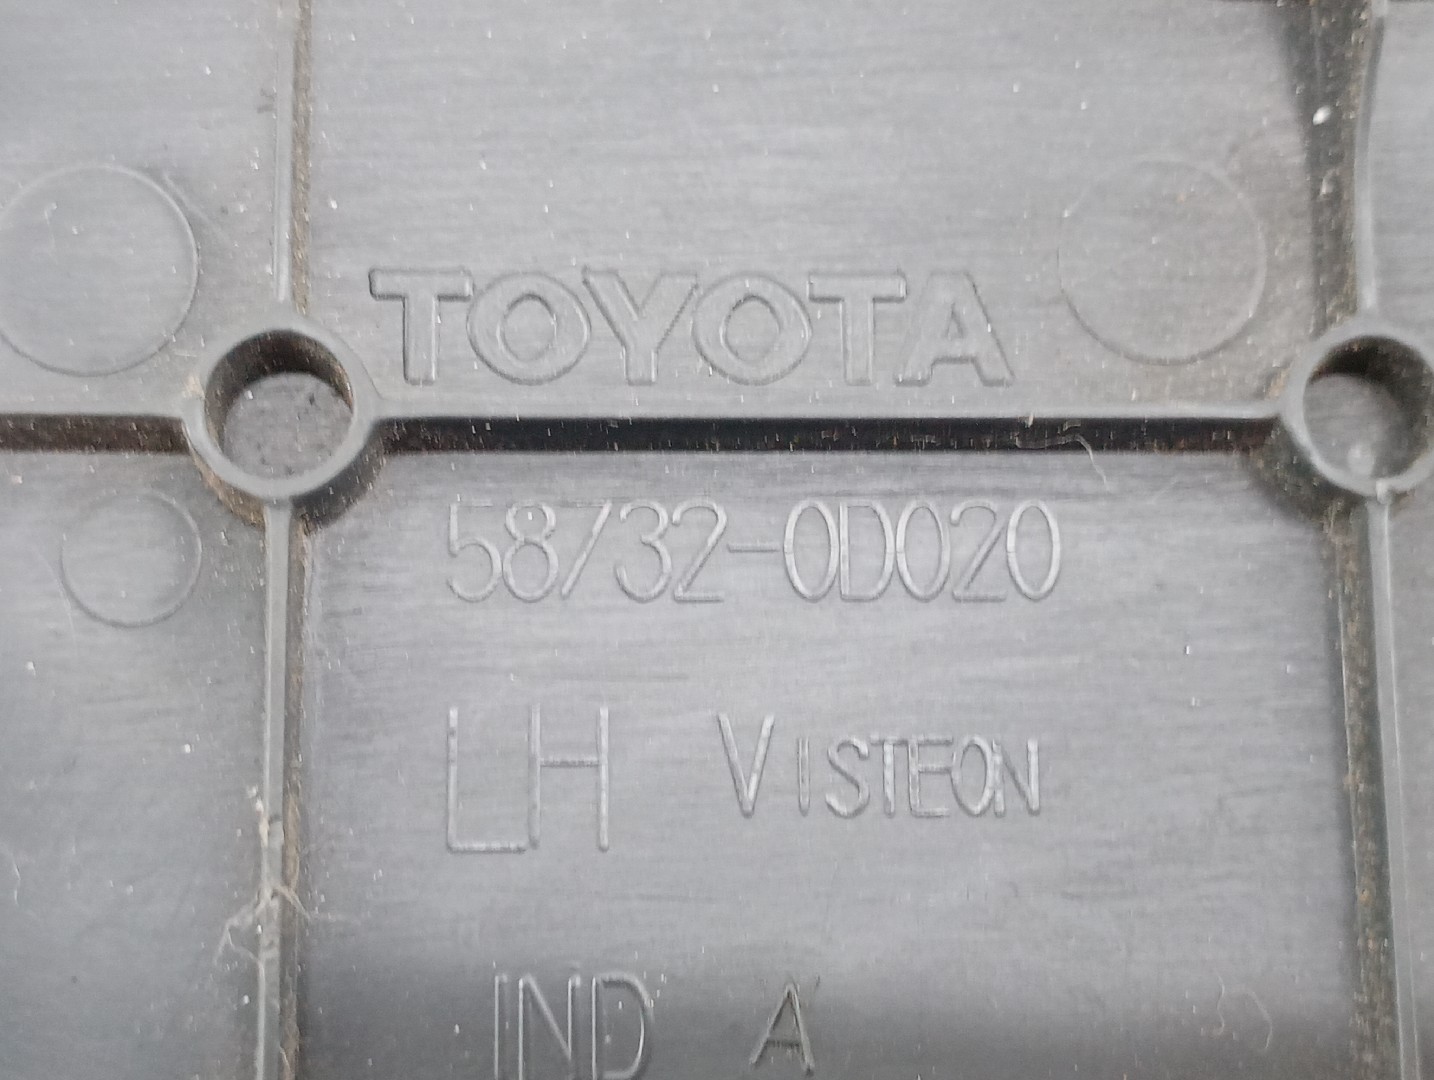 TOYOTA
58732-0D020
LH VISTEON
IND A